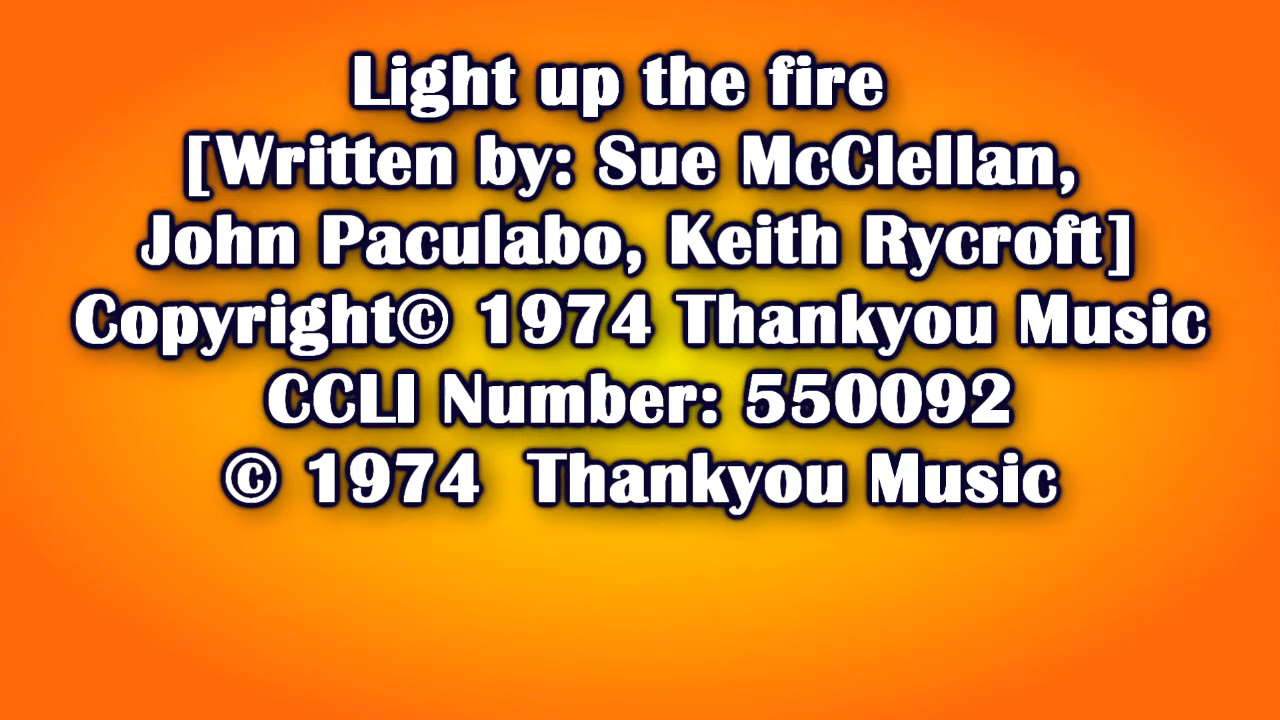 Light up the fire
[Written by: Sue McClellan,
John Paculabo, Keith Rycroft]
Copyright© 1974 Thankyou Music
CCLI Number: 550092
© 1974  Thankyou Music